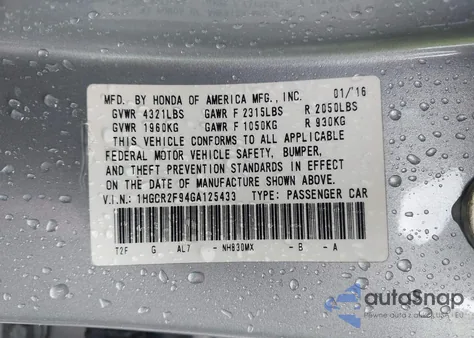 MFD. BY HONDA OF AMERICA MFG., INC. 01/'16
GVWR 4321LBS GAWR F 2315LBS R 2050LBS
GVWR 1960KG GAWR F 1050KG R 930KG
THIS VEHICLE CONFORMS TO ALL APPLICABLE
FEDERAL MOTOR VEHICLE SAFETY, BUMPER,
AND THEFT PREVENTION STANDARDS IN EFFECT
ON THE DATE OF MANUFACTURE SHOWN ABOVE.
V.I.N.: 1HGCR2F94GA125433 TYPE: PASSENGER CAR
T2F G AL7 -NH830MX -B -A
autoSnap
Pewne auta z